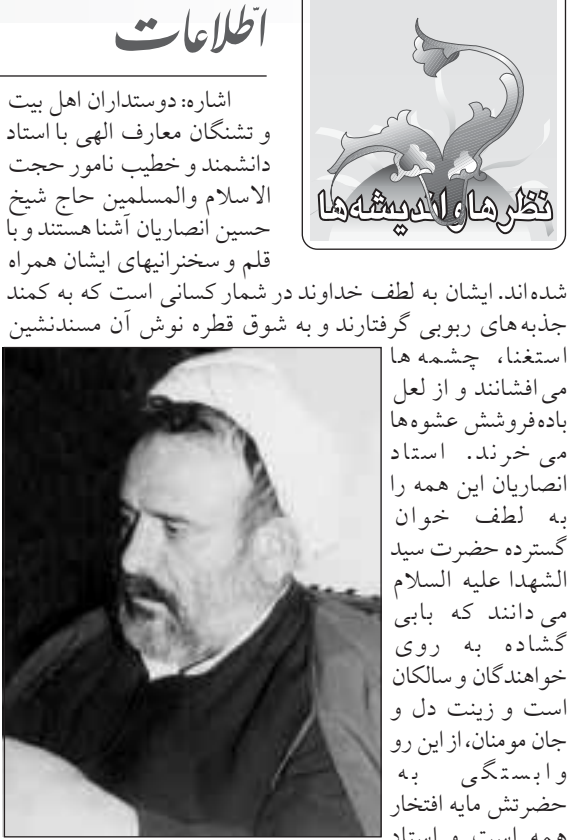 اطّلاعات
نظرها و اندیشه‌ها
اشاره: دوستداران اهل بیت
و تشنگان معارف الهی با استاد
دانشمند و خطیب نامور حجت
الاسلام والمسلمین حاج شیخ
حسین انصاریان آشنا هستند و با
قلم و سخنرانیهای ایشان همراه
شده‌اند. ایشان به لطف خداوند در شمار کسانی است که به کمند
جذبه‌های ربوبی گرفتارند و به شوق قطره نوش آن مسندنشین
استغنا، چشمه ها
می‌افشانند و از لعل
باده‌فروشش عشوه‌ها
می خرند. استاد
انصاریان این همه را
به لطف خوان
گسترده حضرت سید
الشهدا علیه السلام
می دانند که بابی
گشاده به روی
خواهندگان و سالکان
است و زینت دل و
جان مومنان، از این رو
وابستگی به
حضرتش مایه افتخار
همه است و استاد